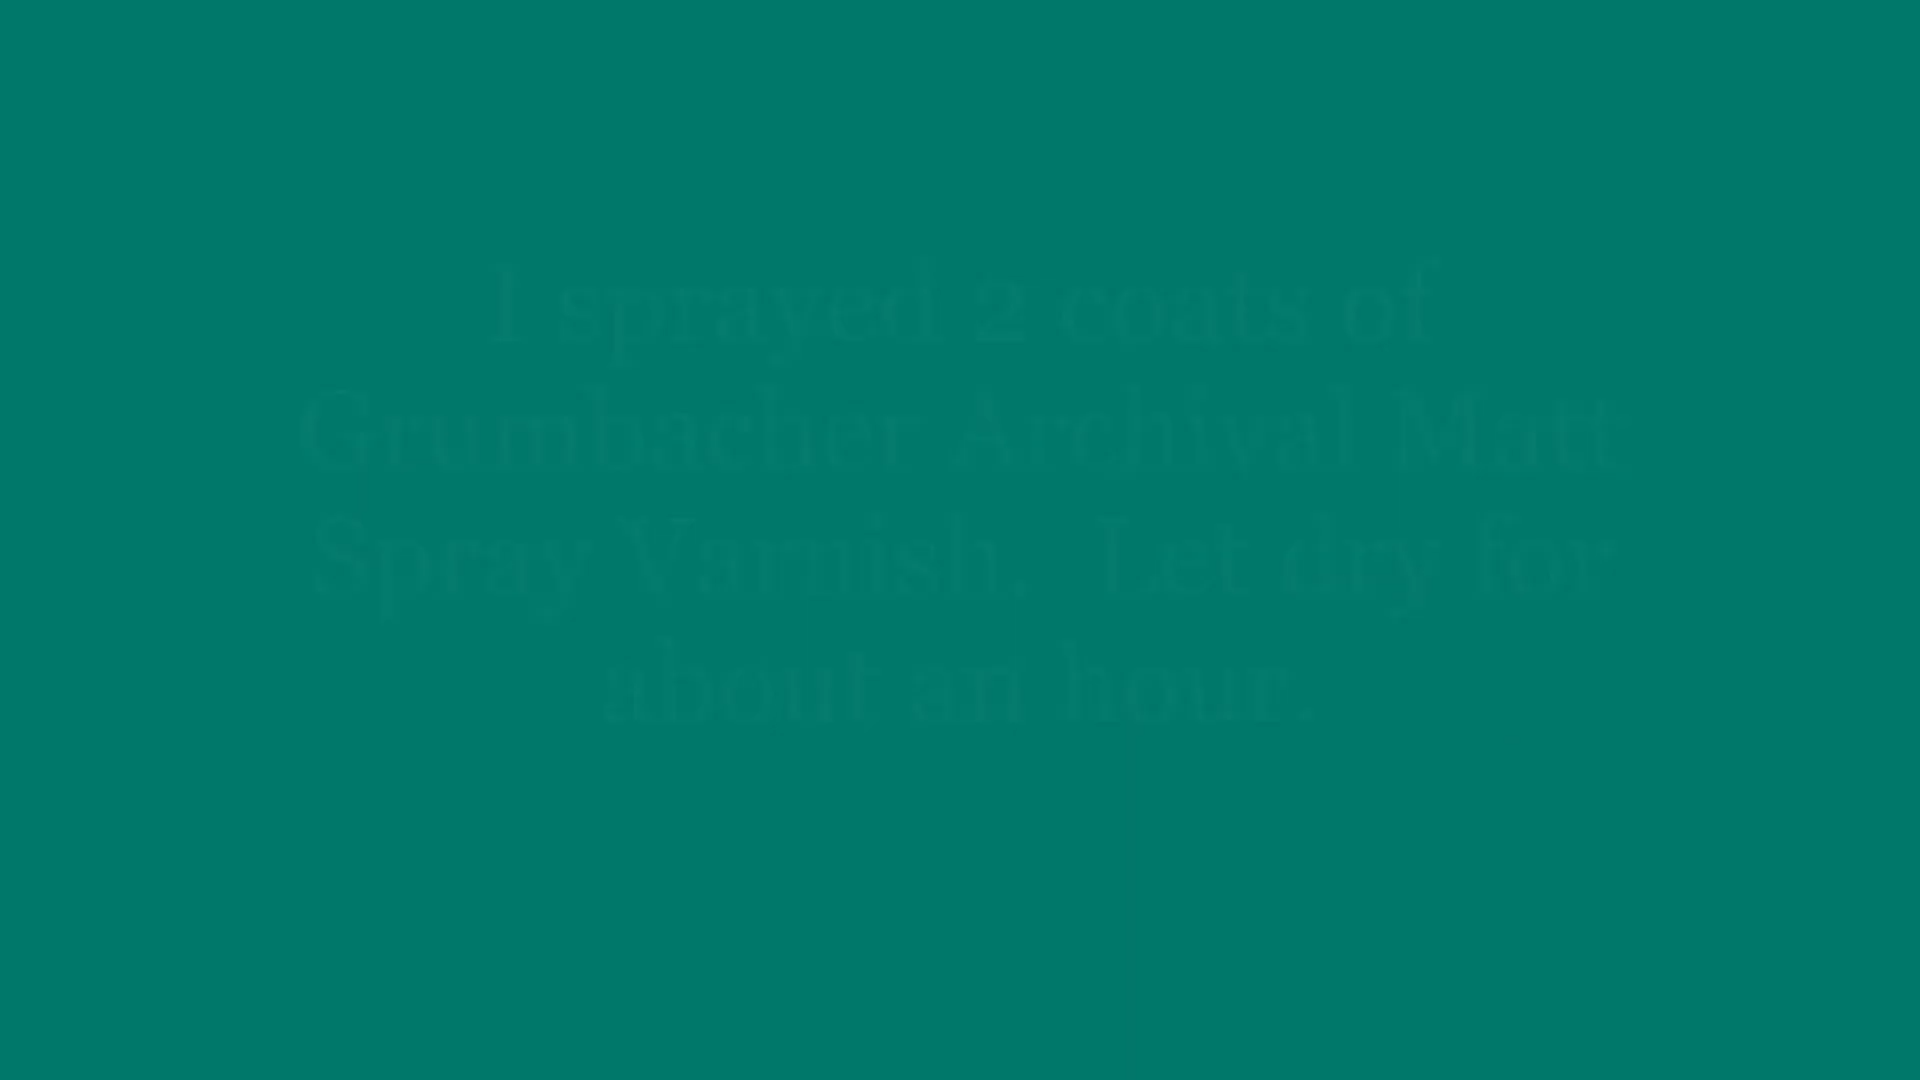 I sprayed 2 coats of
Grumbacher Archival Matt
Spray Varnish.  Let dry for
about an hour.